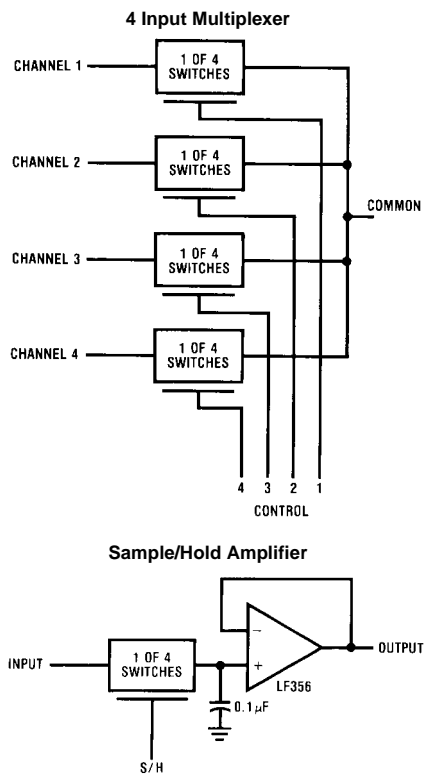 4 Input Multiplexer
CHANNEL 1
1 OF 4
SWITCHES
CHANNEL 2
1 OF 4
SWITCHES
COMMON
CHANNEL 3
1 OF 4
SWITCHES
CHANNEL 4
1 OF 4
SWITCHES
4 3 2 1
CONTROL
Sample/Hold Amplifier
INPUT
1 OF 4
SWITCHES
−
+
OUTPUT
LF356
0.1μF
S/H